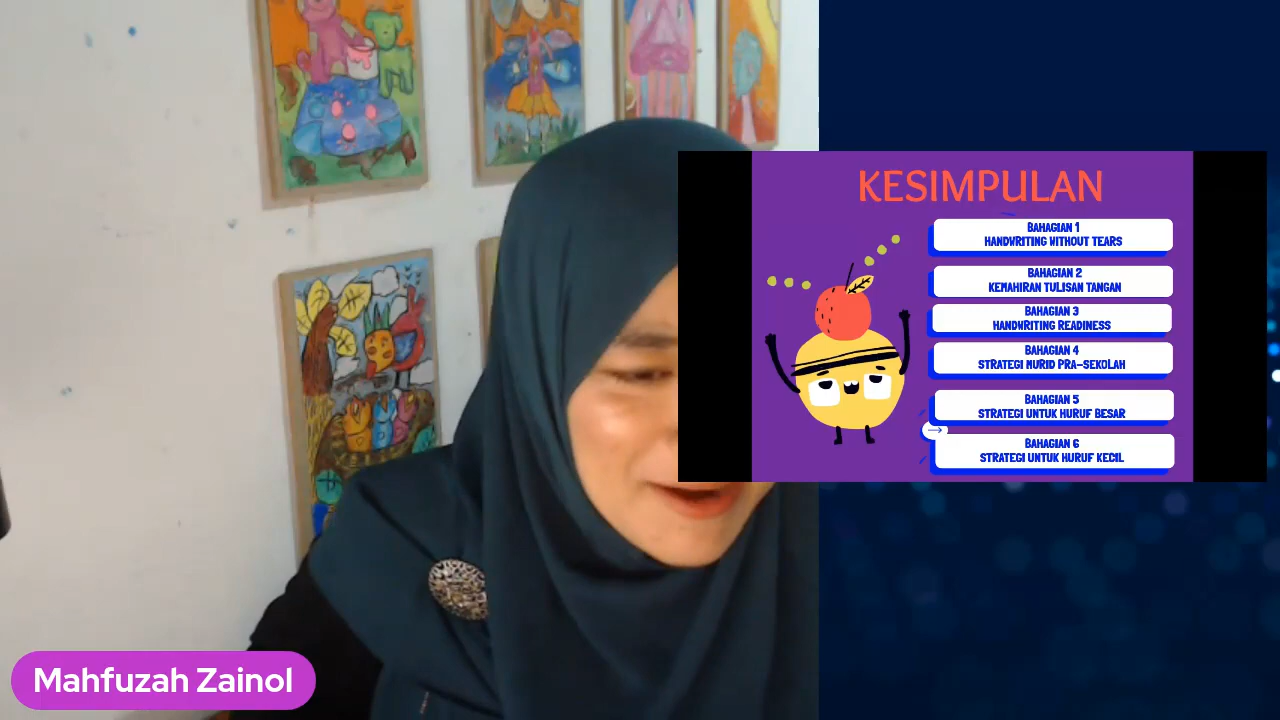 KESIMPULAN
BAHAGIAN 1
HANDWRITING WITHOUT TEARS
BAHAGIAN 2
KEMAHIRAN TULISAN TANGAN
BAHAGIAN 3
HANDWRITING READINESS
BAHAGIAN 4
STRATEGI MURID PRA-SEKOLAH
BAHAGIAN 5
STRATEGI UNTUK HURUF BESAR
BAHAGIAN 6
STRATEGI UNTUK HURUF KECIL
Mahfuzah Zainol